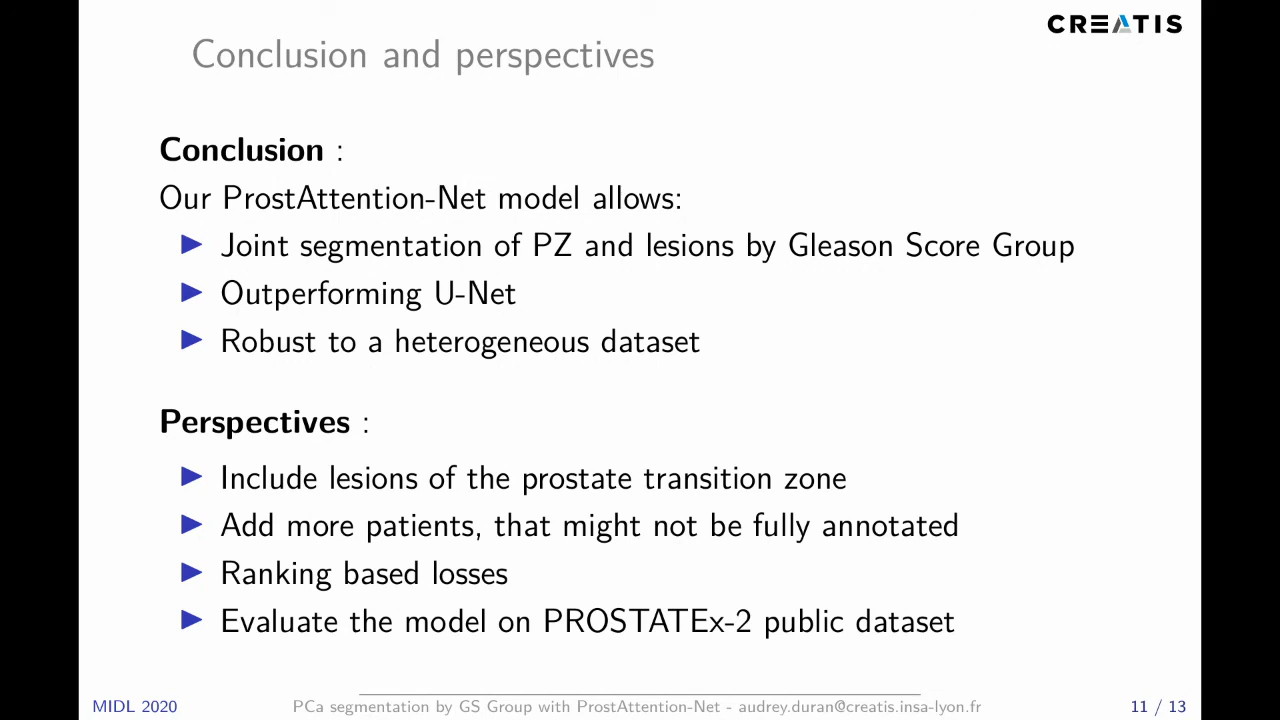 CREATIS
Conclusion and perspectives
Conclusion :
Our ProstAttention-Net model allows:
Joint segmentation of PZ and lesions by Gleason Score Group
Outperforming U-Net
Robust to a heterogeneous dataset
Perspectives :
Include lesions of the prostate transition zone
Add more patients, that might not be fully annotated
Ranking based losses
Evaluate the model on PROSTATEx-2 public dataset
MIDL 2020 PCa segmentation by GS Group with ProstAttention-Net - audrey.duran@creatis.insa-lyon.fr 11 / 13